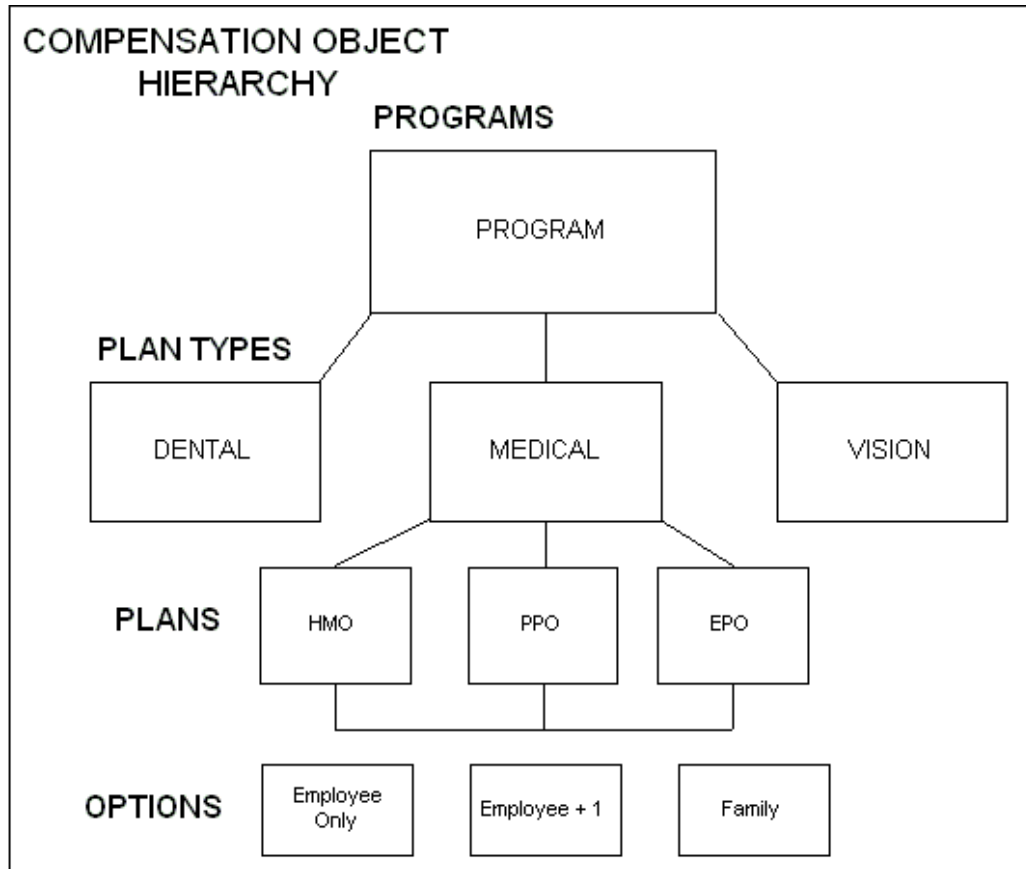 COMPENSATION OBJECT
HIERARCHY
PROGRAMS
PROGRAM
PLAN TYPES
DENTAL
MEDICAL
VISION
PLANS
HMO
PPO
EPO
OPTIONS
Employee
Only
Employee + 1
Family